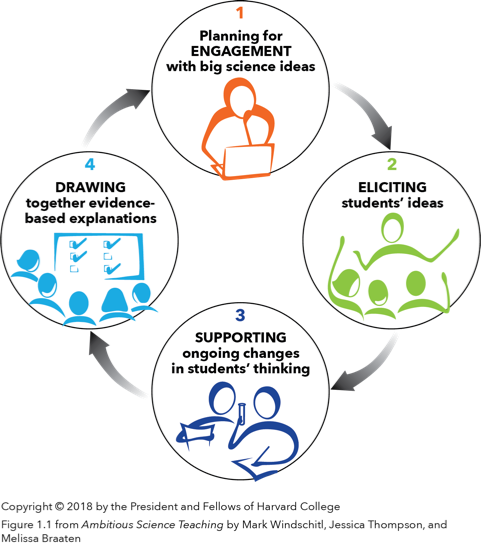 1
Planning for
ENGAGEMENT
with big science ideas
2
ELICITING
students’ ideas
3
SUPPORTING
ongoing changes
in students’ thinking
4
DRAWING
together evidence-
based explanations
Copyright © 2018 by the President and Fellows of Harvard College
Figure 1.1 from Ambitious Science Teaching by Mark Windschitl, Jessica Thompson, and
Melissa Braaten